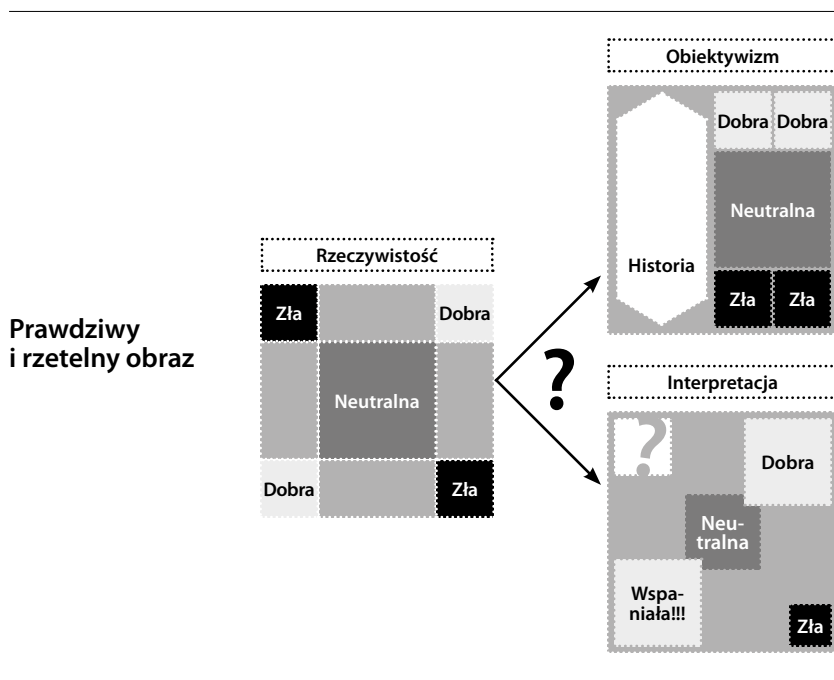 Prawdziwy
i rzetelny obraz
Rzeczywistość
Zła
Dobra
Neutralna
Dobra
Zła
?
Obiektywizm
Historia
Dobra Dobra
Neutralna
Zła Zła
Interpretacja
?
Dobra
Neu-
tralna
Wspa-
niała!!!
Zła